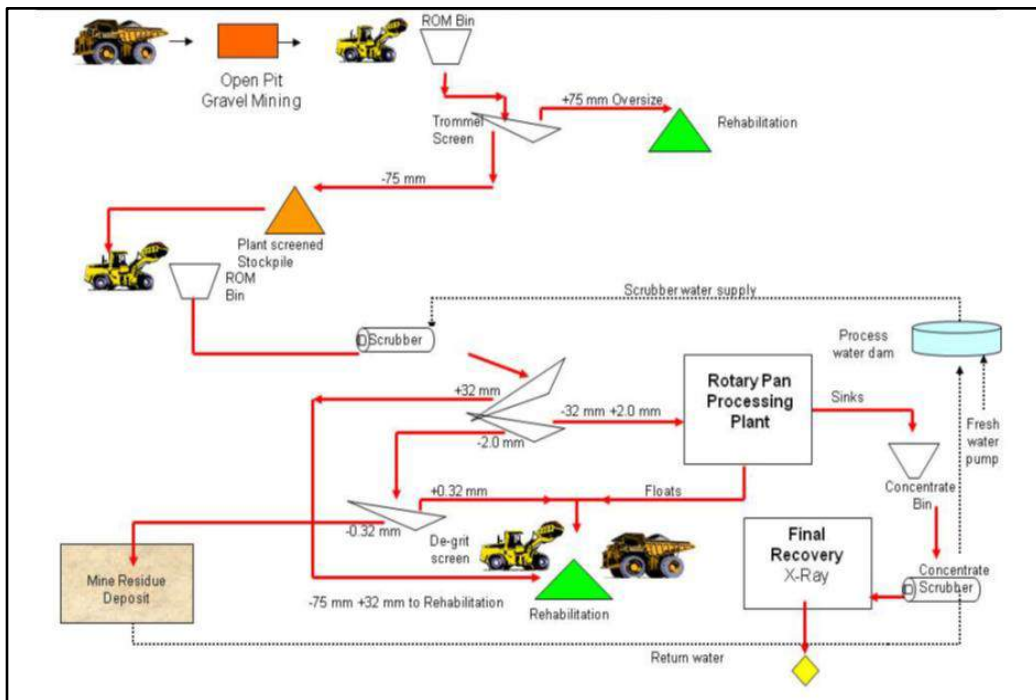 ROM Bin
Open Pit
Gravel Mining
+75 mm Oversize
Trommel
Screen
Rehabilitation
-75 mm
Plant screened
Stockpile
ROM
Bin
Scrubber water supply
Scrubber
Process
water dam
+32 mm
Rotary Pan
Processing
Plant
Sinks
-32 mm +2.0 mm
-2.0 mm
Fresh
water
pump
Concentrate
Bin
+0.32 mm
Floats
-0.32 mm
De-grit
screen
Final
Recovery
X-Ray
Concentrate
Scrubber
Mine Residue
Deposit
-75 mm +32 mm to Rehabilitation
Rehabilitation
Return water